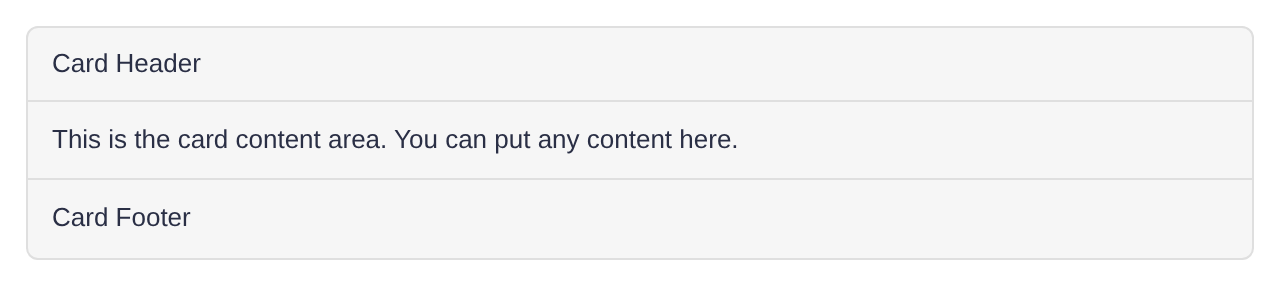 Card Header
This is the card content area. You can put any content here.
Card Footer